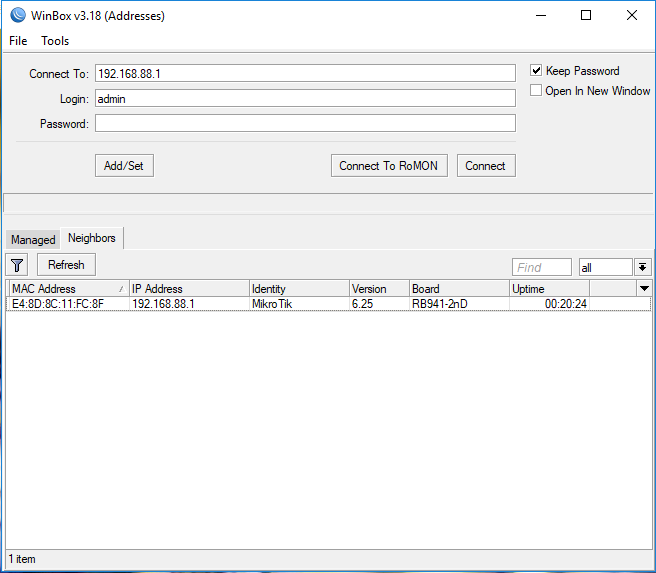 WinBox v3.18 (Addresses)
File Tools
Connect To: 192.168.88.1
Keep Password
Login: admin
Open In New Window
Password:
Add/Set Connect To RoMON Connect
Managed Neighbors
Refresh Find all
MAC Address IP Address Identity Version Board Uptime
E4:8D:8C:11:FC:8F 192.168.88.1 MikroTik 6.25 RB941-2nD 00:20:24
1 item